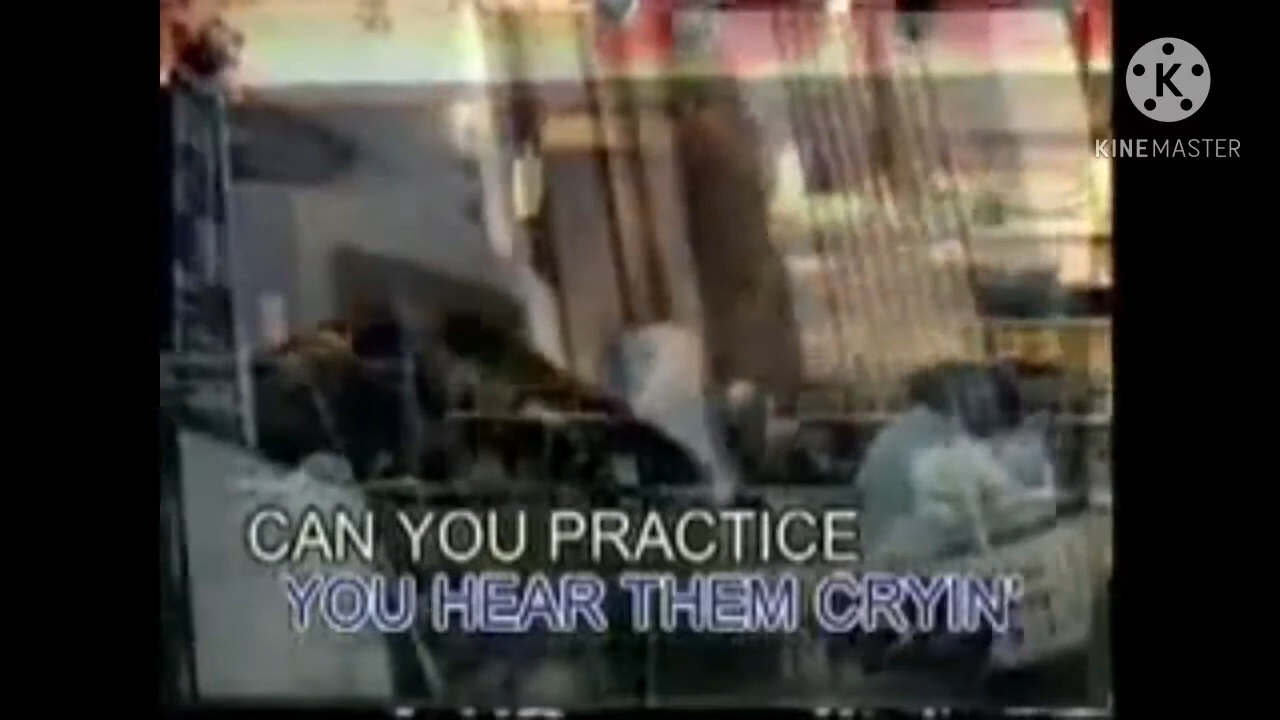 K
KINEMASTER
CAN YOU PRACTICE
YOU HEAR THEM CRYIN'